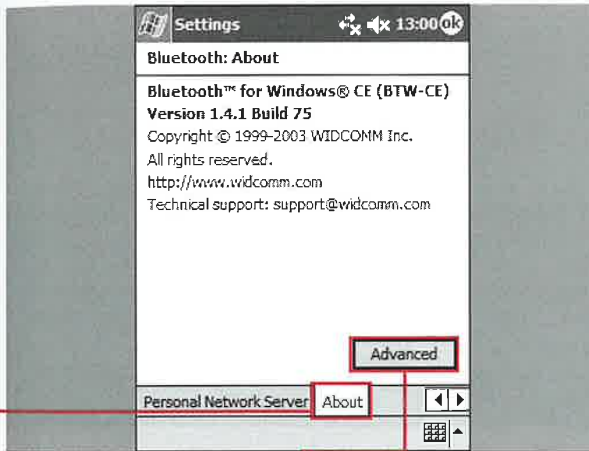 Settings 13:00 ok
Bluetooth: About
Bluetooth™ for Windows® CE (BTW-CE)
Version 1.4.1 Build 75
Copyright © 1999-2003 WIDCOMM Inc.
All rights reserved.
http://www.widcomm.com
Technical support: support@widcomm.com
Advanced
Personal Network Server About